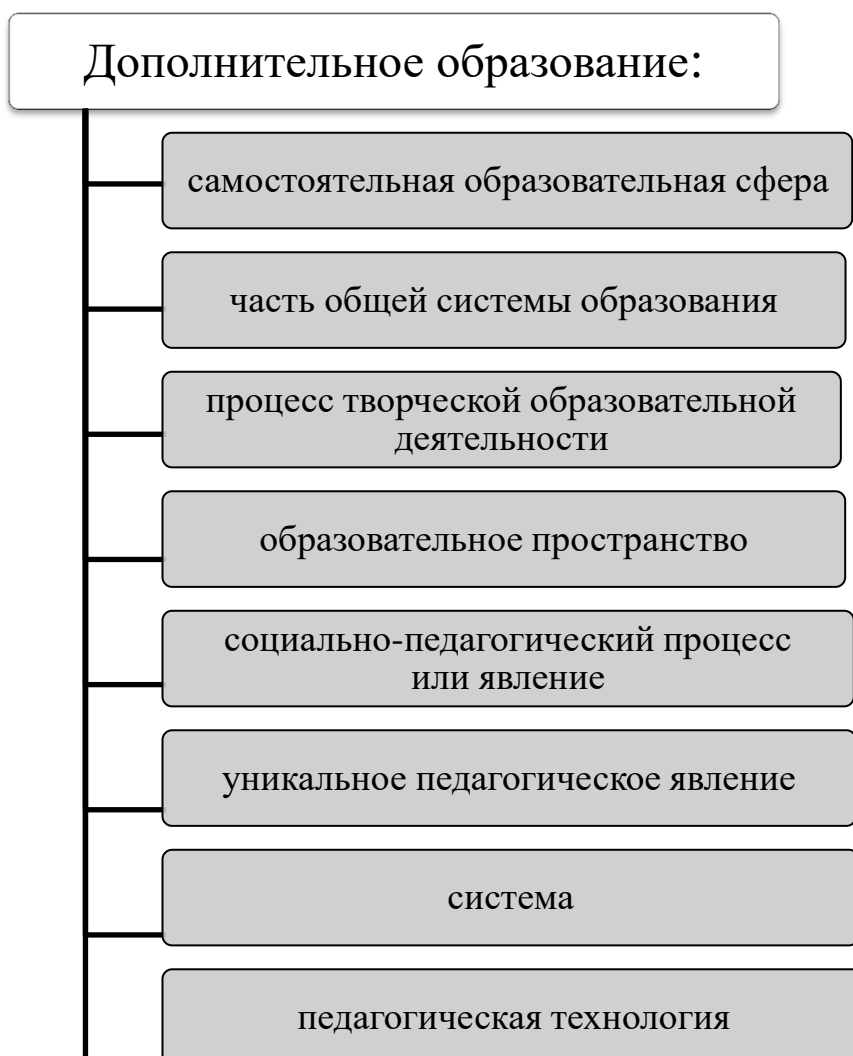 Дополнительное образование:
самостоятельная образовательная сфера
часть общей системы образования
процесс творческой образовательной
деятельности
образовательное пространство
социально-педагогический процесс
или явление
уникальное педагогическое явление
система
педагогическая технология